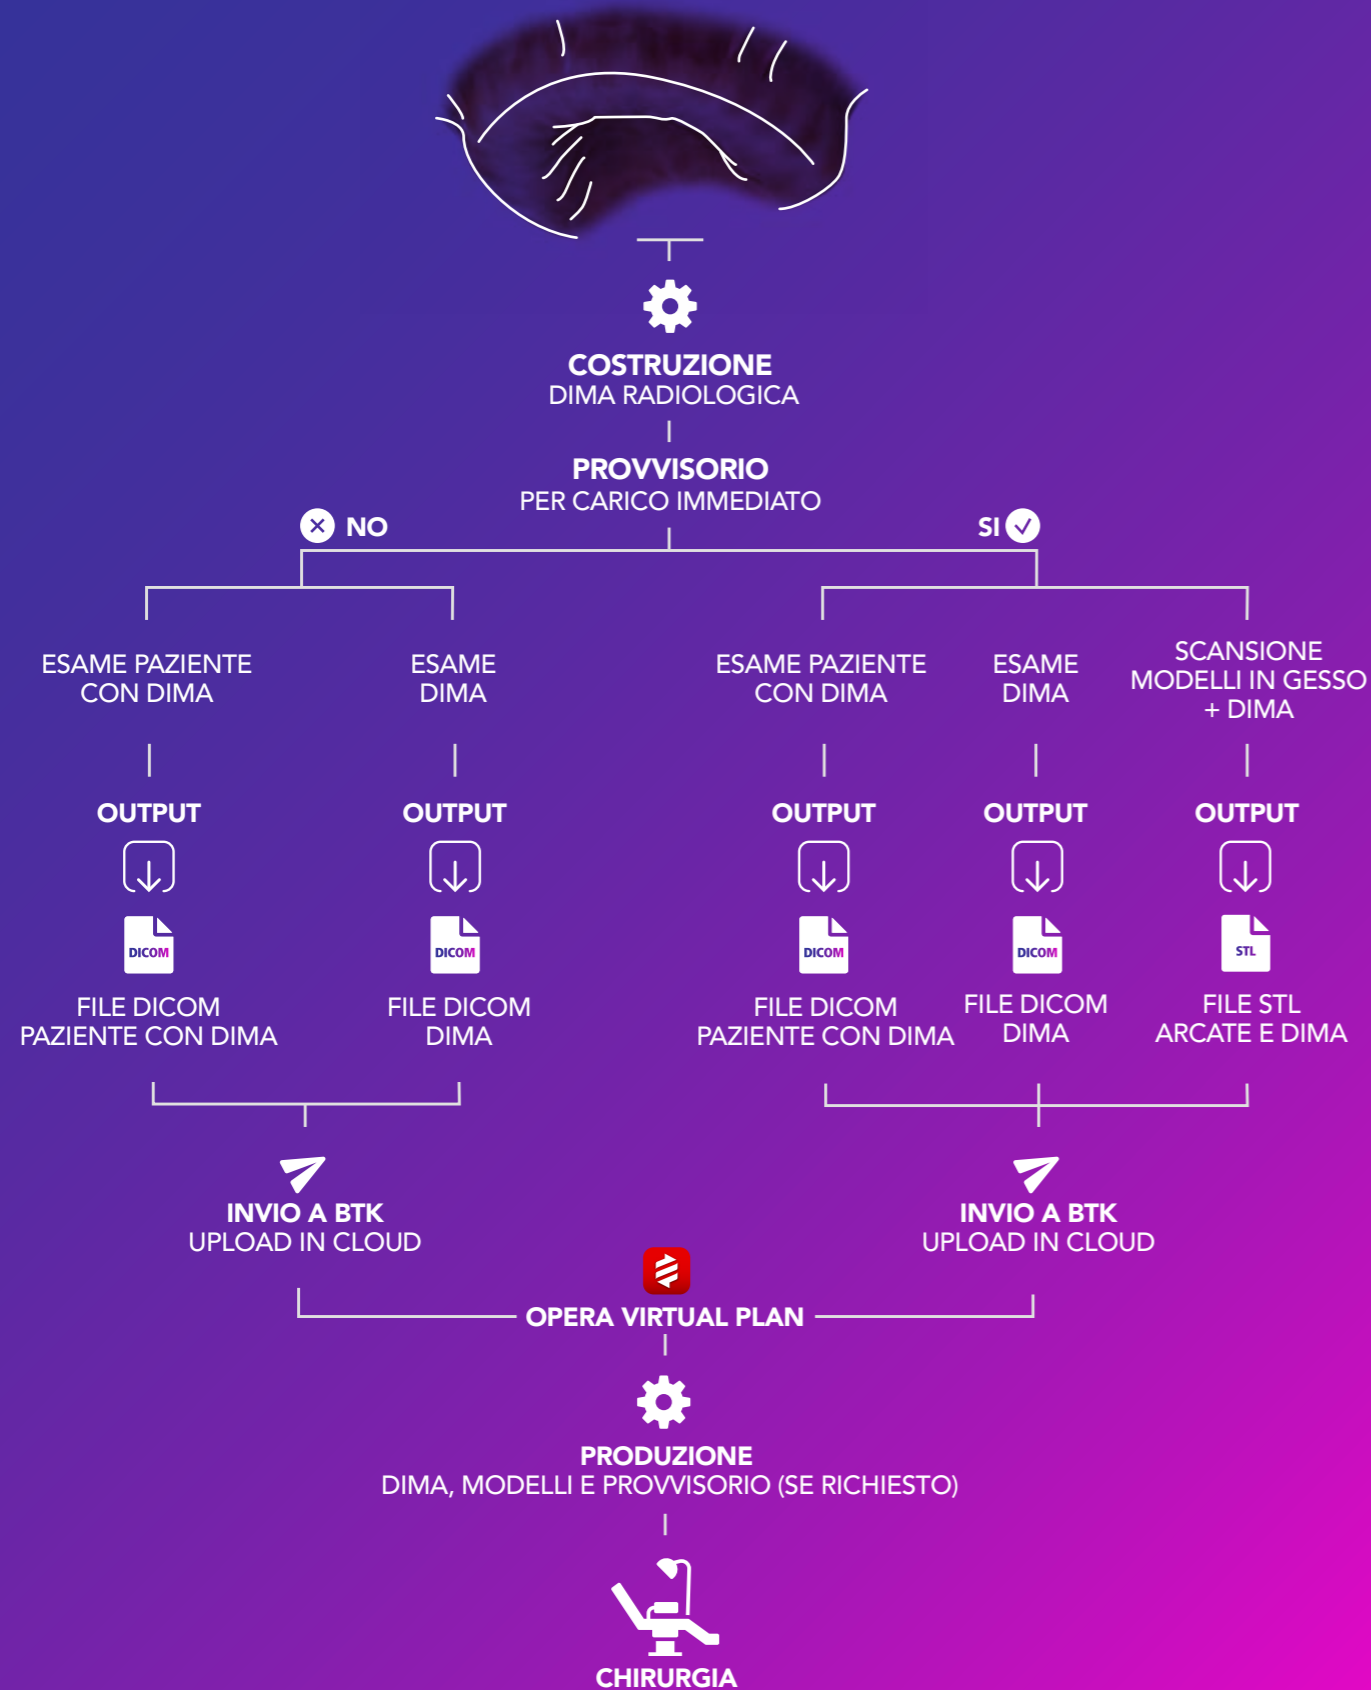 COSTRUZIONE
DIMA RADIOLOGICA
PROVVISORIO
PER CARICO IMMEDIATO
NO
SI
ESAME PAZIENTE
CON DIMA
ESAME
DIMA
ESAME PAZIENTE
CON DIMA
ESAME
DIMA
SCANSIONE
MODELLI IN GESSO
+ DIMA
OUTPUT
OUTPUT
OUTPUT
OUTPUT
OUTPUT
DICOM
DICOM
DICOM
DICOM
STL
FILE DICOM
PAZIENTE CON DIMA
FILE DICOM
DIMA
FILE DICOM
PAZIENTE CON DIMA
FILE DICOM
DIMA
FILE STL
ARCATE E DIMA
INVIO A BTK
UPLOAD IN CLOUD
INVIO A BTK
UPLOAD IN CLOUD
OPERA VIRTUAL PLAN
PRODUZIONE
DIMA, MODELLI E PROVVISORIO (SE RICHIESTO)
CHIRURGIA